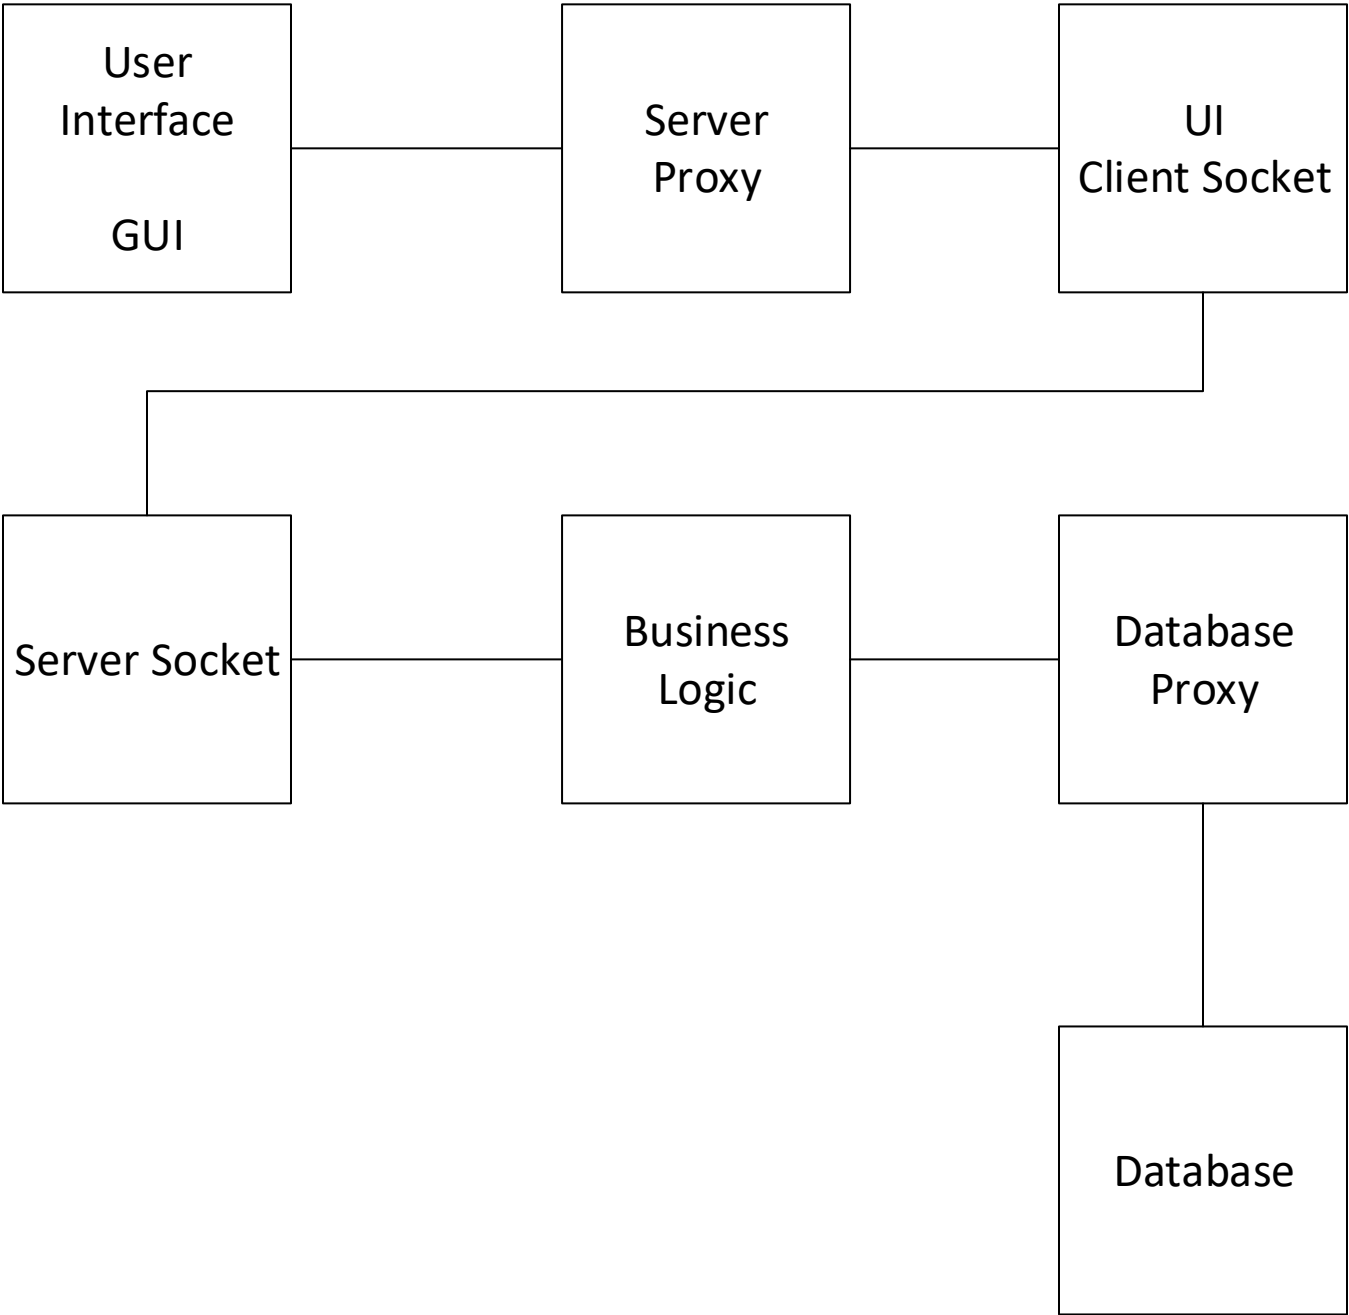 User
Interface
GUI
Server
Proxy
UI
Client Socket
Server Socket
Business
Logic
Database
Proxy
Database